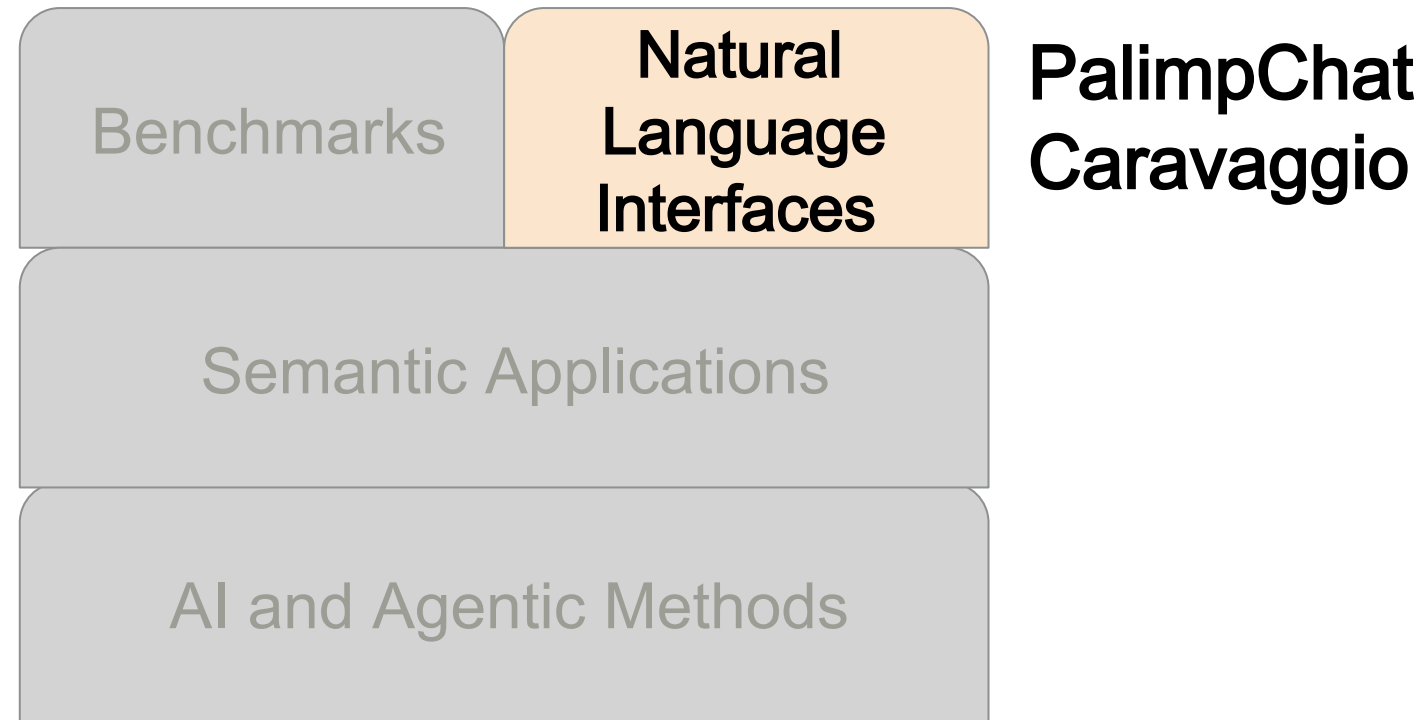 Benchmarks
Natural
Language
Interfaces
PalimpChat
Caravaggio
Semantic Applications
AI and Agentic Methods